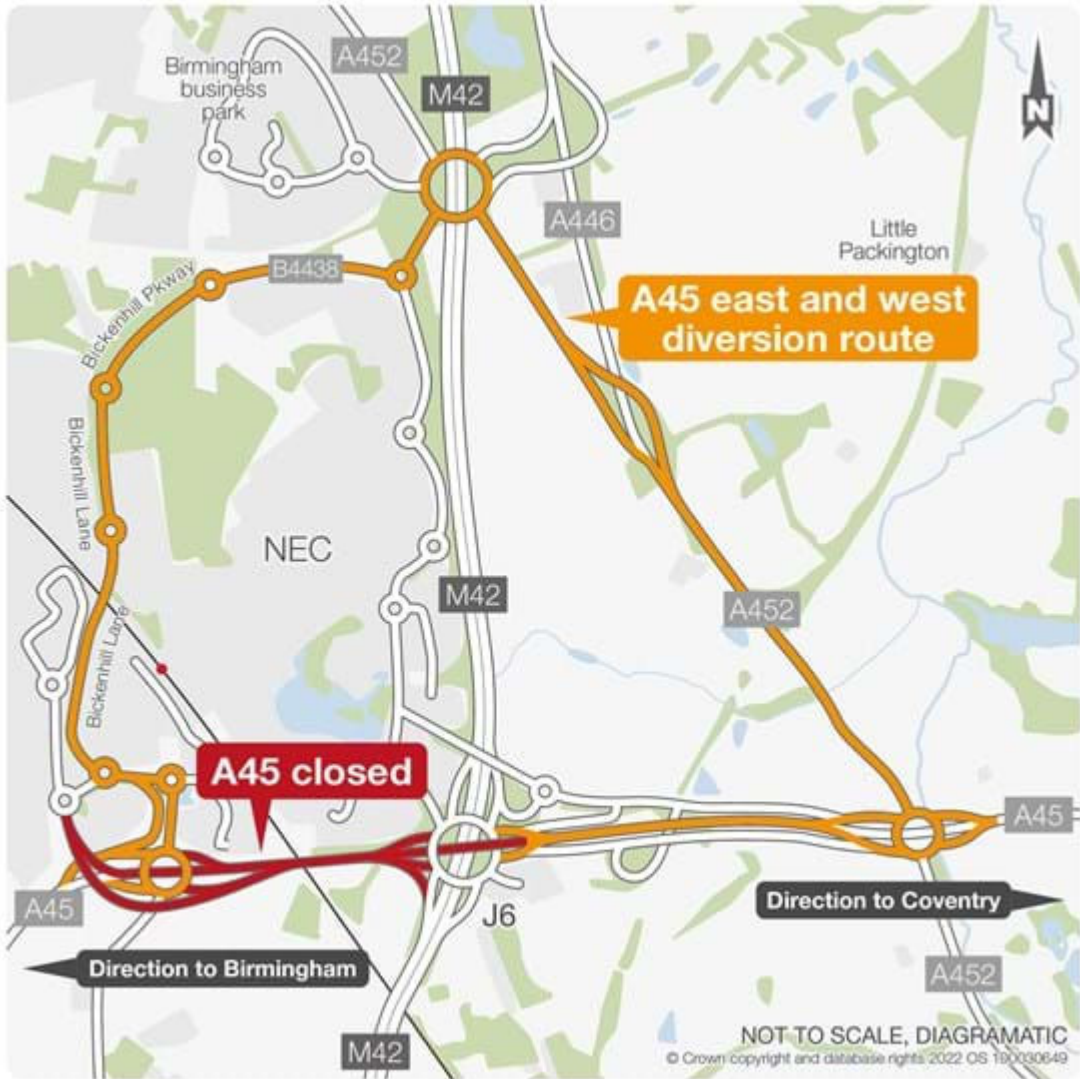 A452
Birmingham
business
park
M42
N
A446
Little
Packington
B4438
Bickenhill Pkway
A45 east and west
diversion route
Bickenhill Lane
NEC
M42
A452
Bickenhill Lane
A45 closed
A45
A45
J6
Direction to Coventry
Direction to Birmingham
A452
M42
NOT TO SCALE, DIAGRAMATIC
© Crown copyright and database rights 2022 OS 100030649